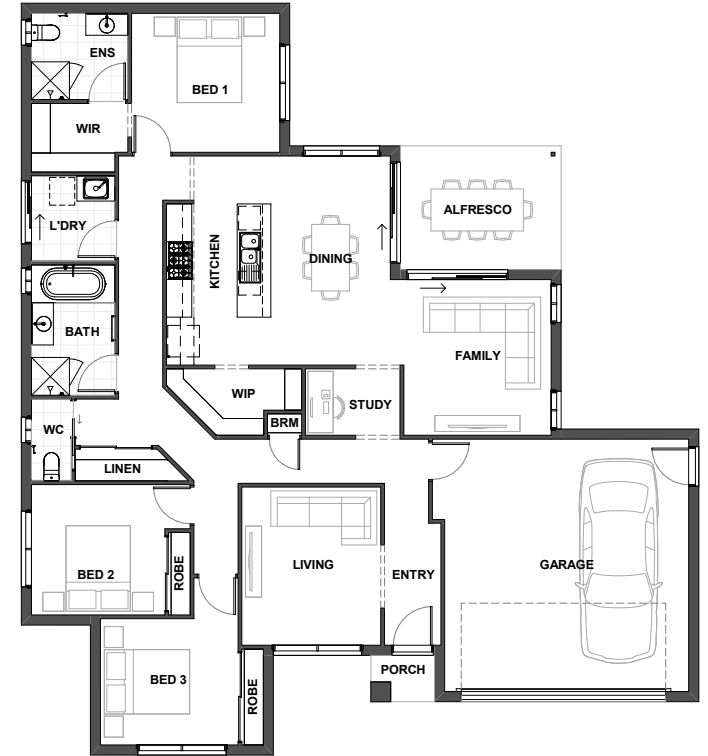 ENS
BED 1
WIR
L'DRY
KITCHEN
DINING
ALFRESCO
BATH
FAMILY
WIP
STUDY
WC
BRM
LINEN
LIVING
GARAGE
BED 2
ROBE
ENTRY
BED 3
ROBE
PORCH